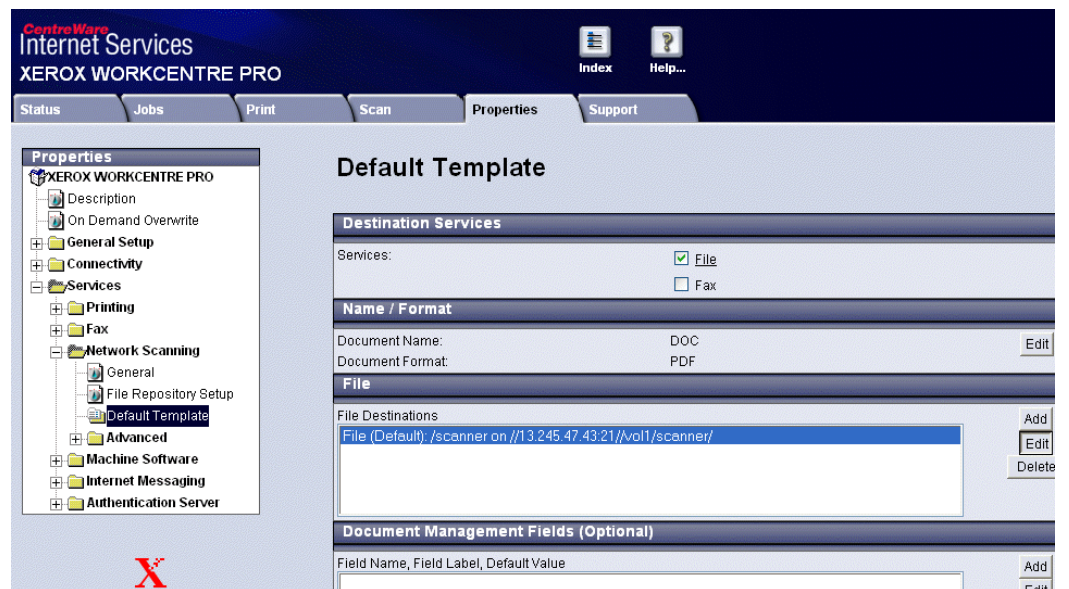 CentreWare
Internet Services
XEROX WORKCENTRE PRO
Index
Help...
Status
Jobs
Print
Scan
Properties
Support
Properties
XEROX WORKCENTRE PRO
Description
On Demand Overwrite
General Setup
Connectivity
Services
Printing
Fax
Network Scanning
General
File Repository Setup
Default Template
Advanced
Machine Software
Internet Messaging
Authentication Server
X
Default Template
Destination Services
Services:
File
Fax
Name / Format
Document Name: DOC
Edit
Document Format: PDF
File
File Destinations
Add
File (Default): /scanner on //13.245.47.43:21//vol1/scanner/
Edit
Delete
Document Management Fields (Optional)
Field Name, Field Label, Default Value
Add
Edit